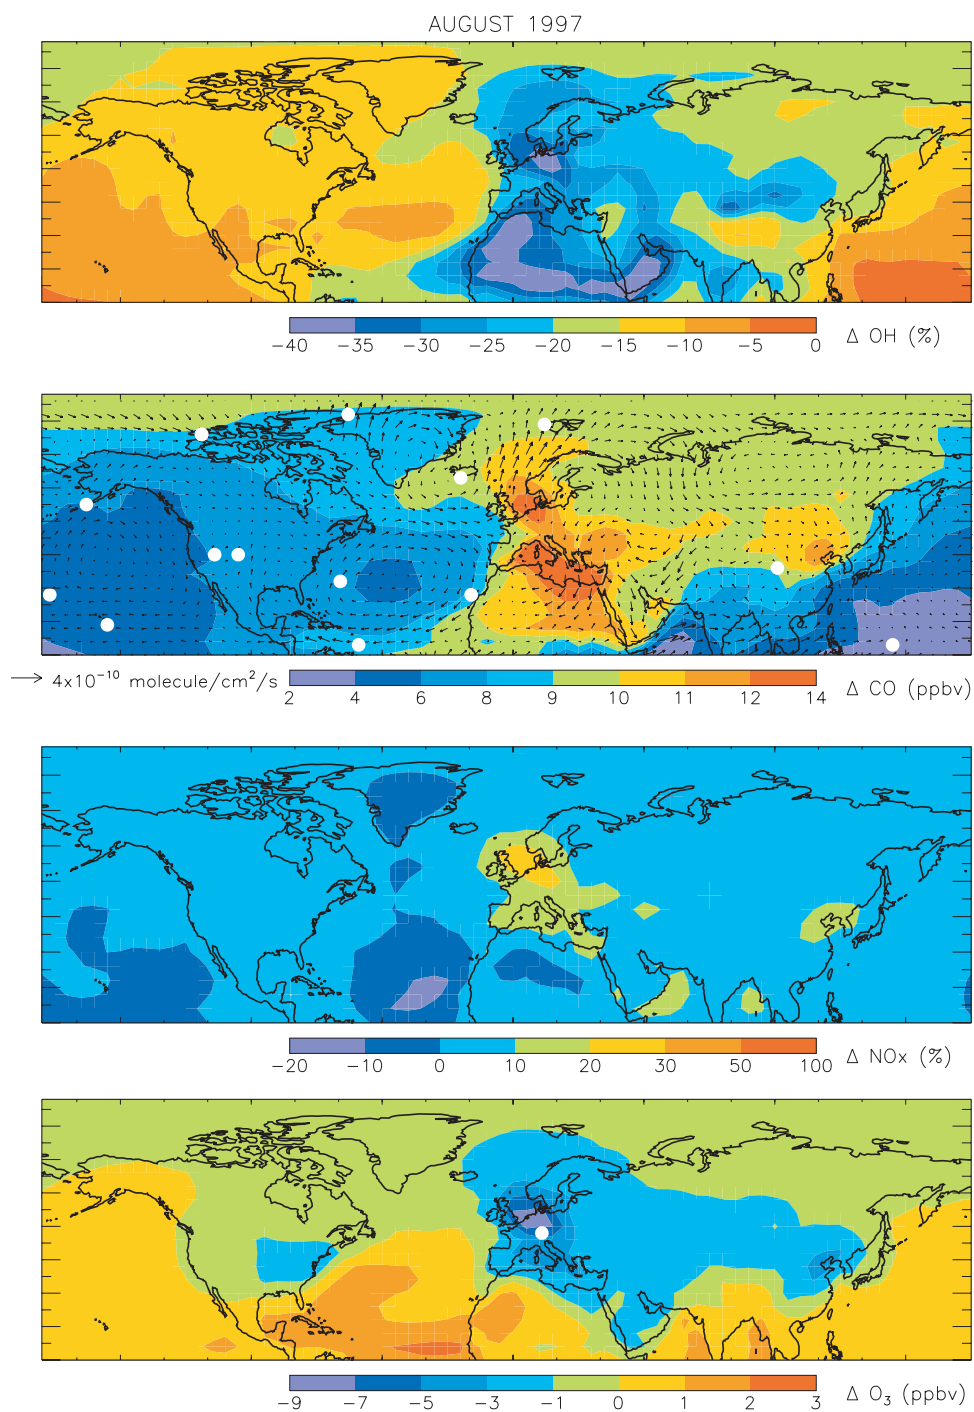 AUGUST 1997
−40 −35 −30 −25 −20 −15 −10 −5 0 Δ OH (%)
4x10⁻¹⁰ molecule/cm²/s 2 4 6 7 8 9 10 11 12 14 Δ CO (ppbv)
−20 −10 0 10 20 30 50 100 Δ NOx (%)
−9 −7 −5 −3 −1 0 1 2 3 Δ O₃ (ppbv)